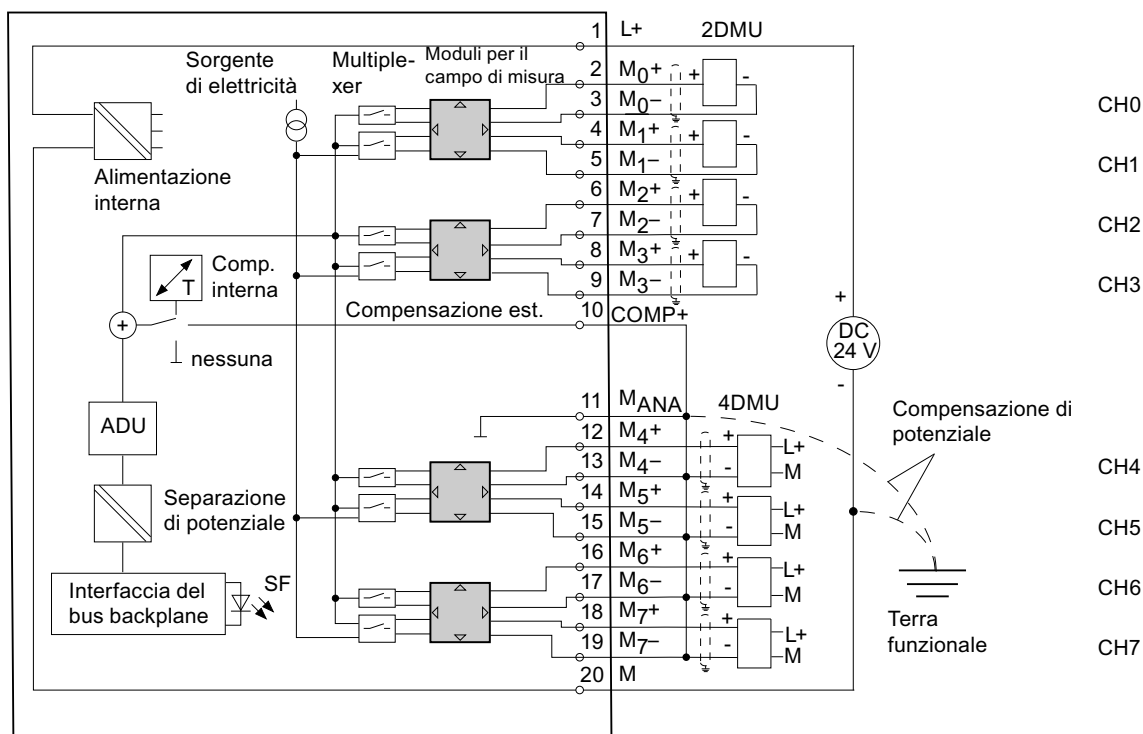 1 L+ 2DMU
Sorgente
di elettricità
Multiple-
xer
Moduli per il
campo di misura
2 M0+ + -
3 M0- CH0
4 M1+ + -
5 M1- CH1
Alimentazione
interna
6 M2+ + -
7 M2- CH2
8 M3+ + -
9 M3- CH3
T
Comp.
interna
10 COMP+
Compensazione est.
+
nessuna
+
DC
24 V
-
11 MANA 4DMU
Compensazione di
potenziale
ADU
12 M4+ + L+
13 M4- - M CH4
14 M5+ + L+
15 M5- - M CH5
Separazione
di potenziale
16 M6+ + L+
17 M6- - M CH6
Interfaccia del
bus backplane
SF
18 M7+ + L+
19 M7- - M CH7
Terra
funzionale
20 M